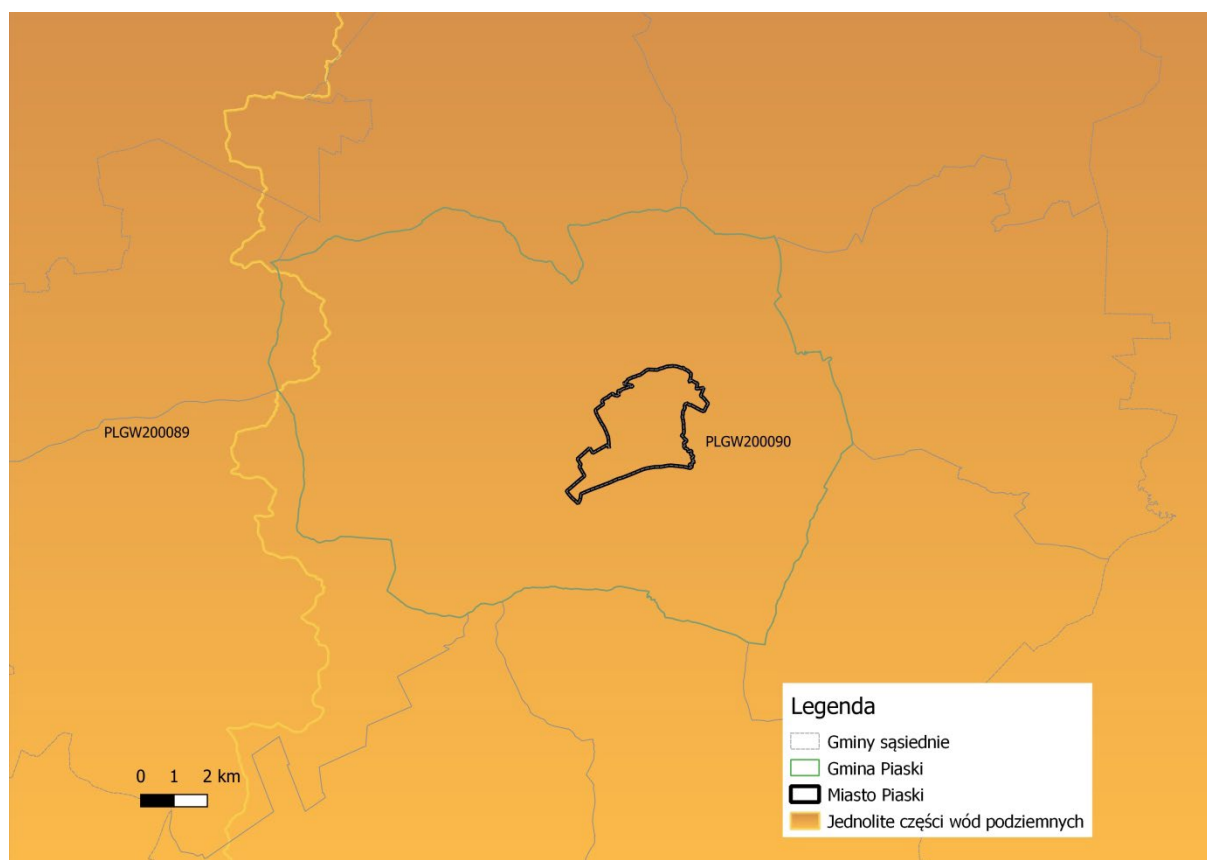 PLGW200089
PLGW200090
Legenda
Gminy sąsiednie
Gmina Piaski
Miasto Piaski
Jednolite części wód podziemnych
0 1 2 km